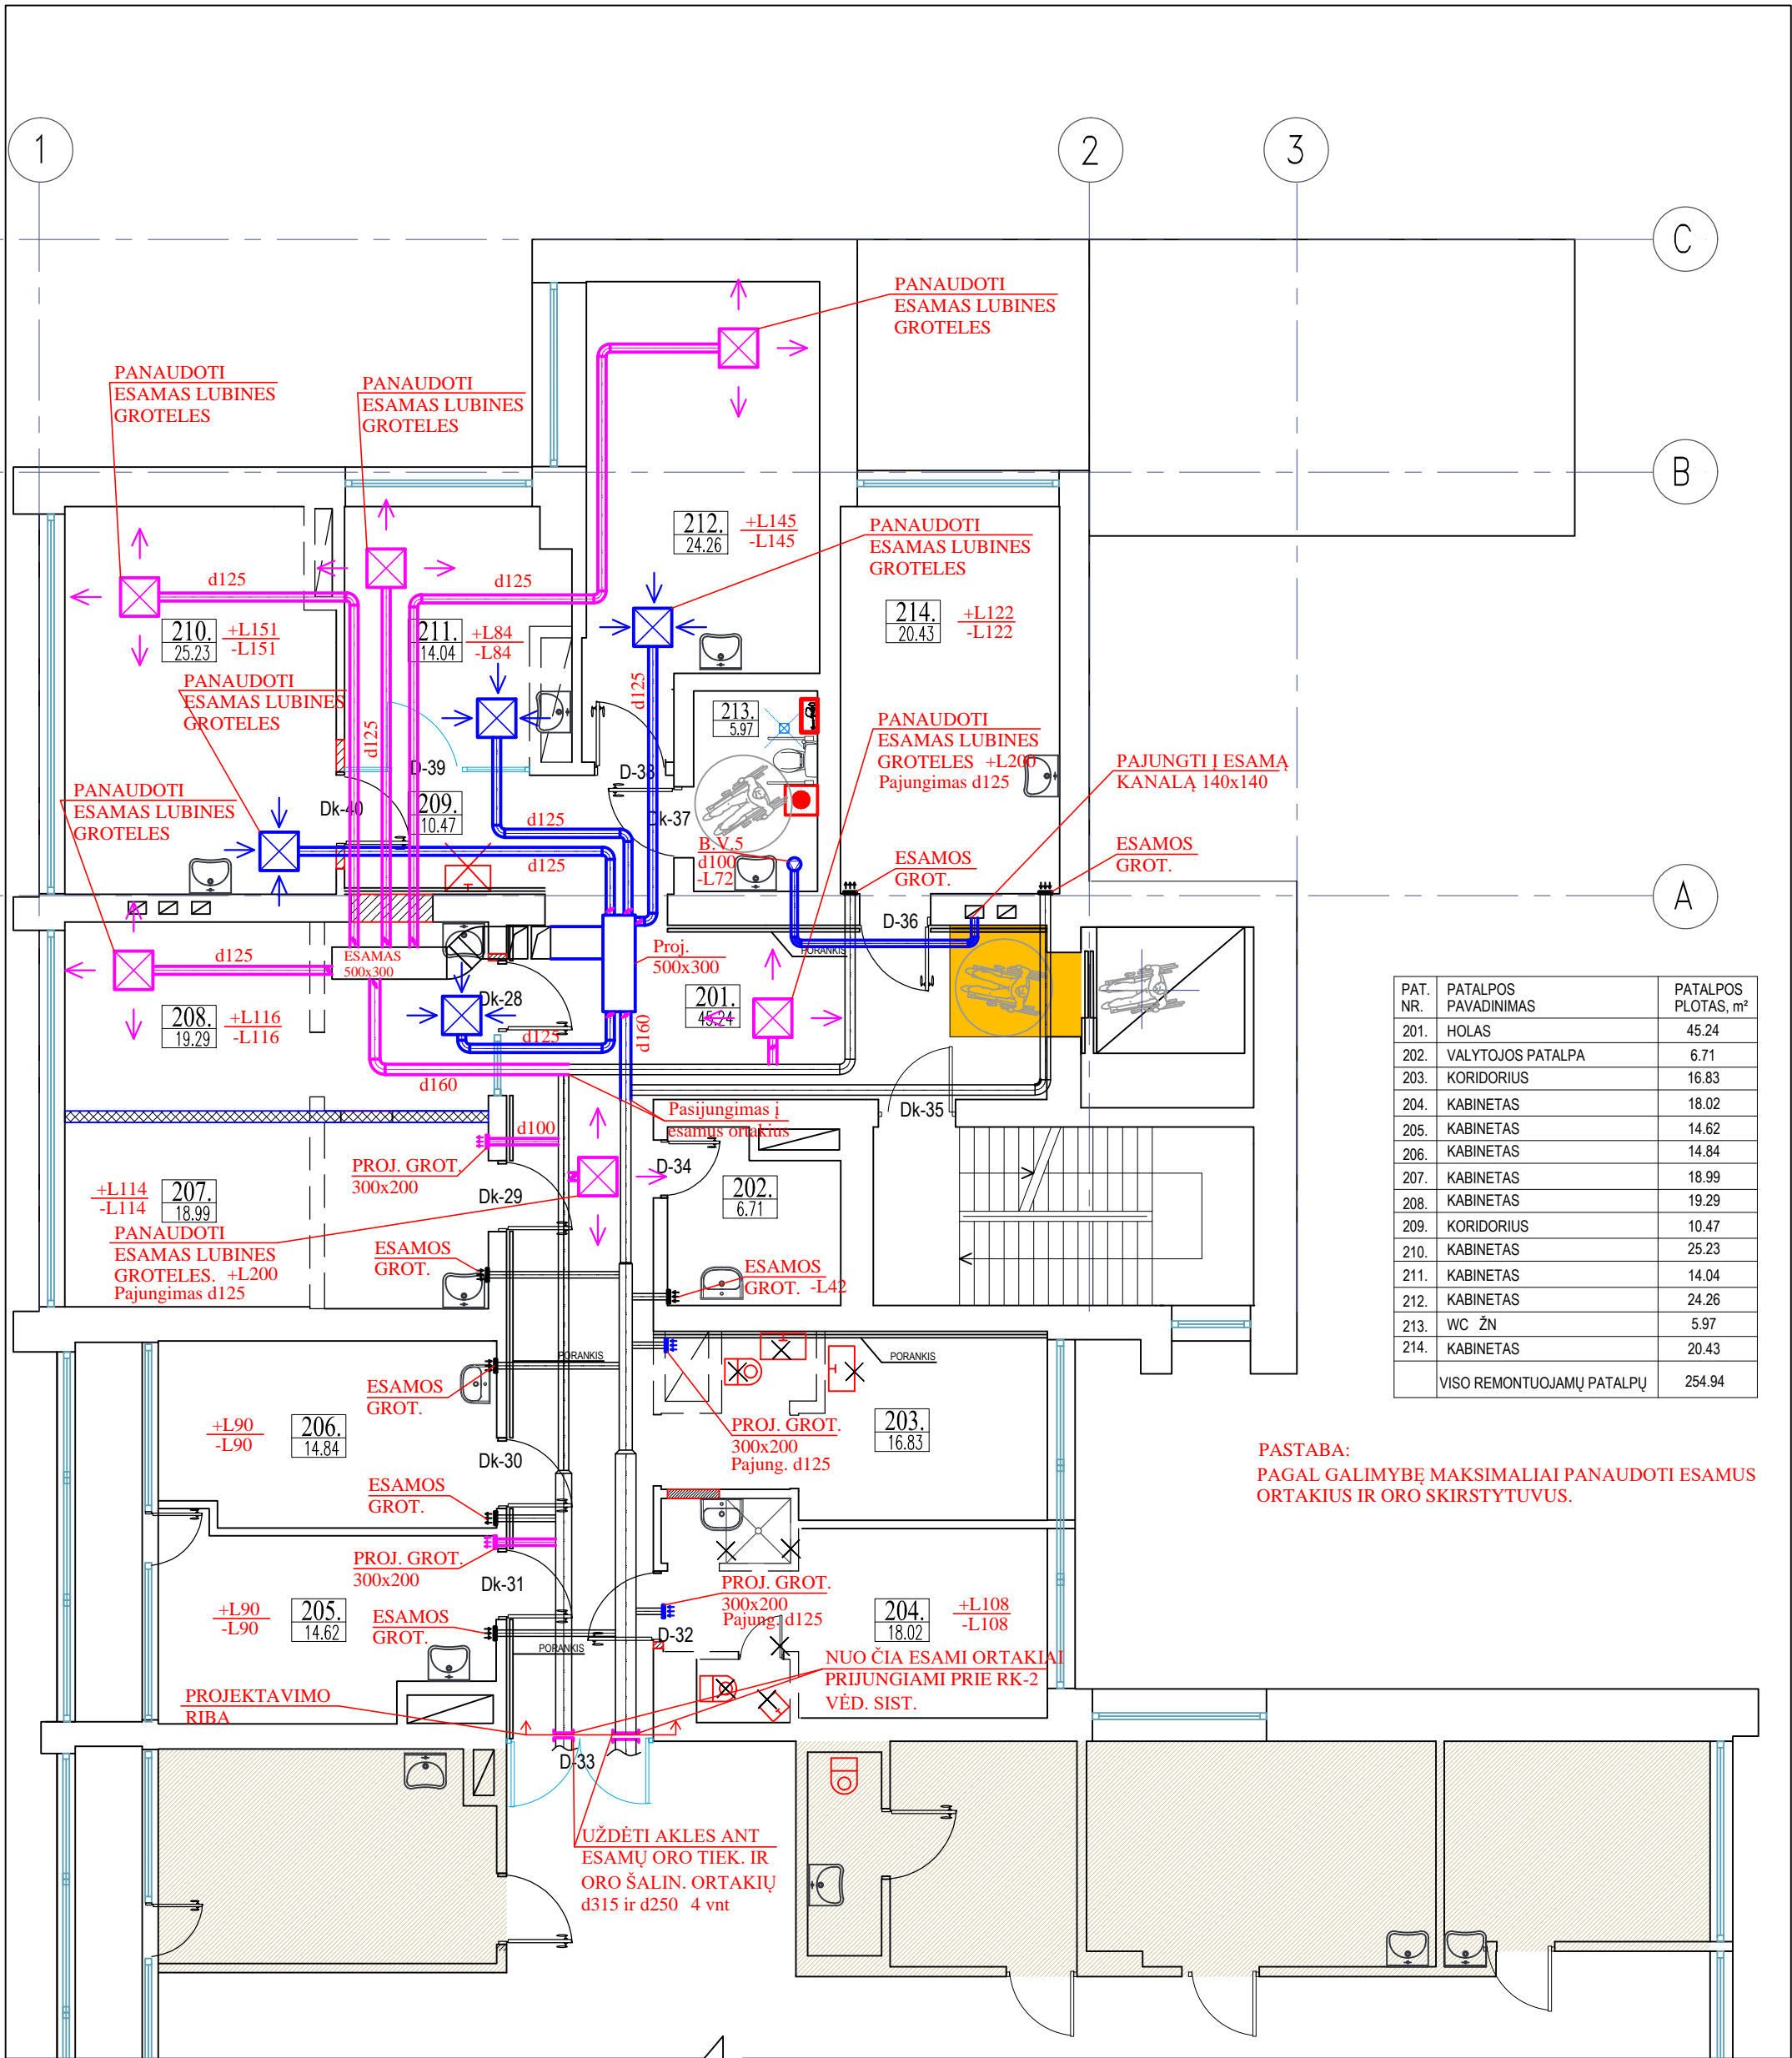 1
2
3
C
B
A
PANAUDOTI
ESAMAS LUBINES
GROTELES
PANAUDOTI
ESAMAS LUBINES
GROTELES
PANAUDOTI
ESAMAS LUBINES
GROTELES
212.
24.26
+L145
-L145
PANAUDOTI
ESAMAS LUBINES
GROTELES
d125
d125
214.
20.43
+L122
-L122
210.
25.23
+L151
-L151
211.
14.04
+L84
-L84
PANAUDOTI
ESAMAS LUBINES
GROTELES
d125
d125
213.
5.97
PANAUDOTI
ESAMAS LUBINES
GROTELES +L200
Pajungimas d125
PAJUNGTI Į ESAMĄ
KANALĄ 140x140
D-39
D-38
PANAUDOTI
ESAMAS LUBINES
GROTELES
Dk-40
209.
10.47
d125
d125
Dk-37
B.V.5
d100
-L72
ESAMOS
GROT.
ESAMOS
GROT.
D-36
PORANKIS
d125
ESAMAS
500x300
Proj.
500x300
Dk-28
201.
45.24
208.
19.29
+L116
-L116
d125
d160
d160
Pasijungimas į
esamus ortakius
Dk-35
d100
PROJ. GROT.
300x200
Dk-29
D-34
202.
6.71
+L114
-L114
207.
18.99
PANAUDOTI
ESAMAS LUBINES
GROTELES. +L200
Pajungimas d125
ESAMOS
GROT.
ESAMOS
GROT. -L42
PORANKIS
PORANKIS
ESAMOS
GROT.
+L90
-L90
206.
14.84
PROJ. GROT.
300x200
Pajung. d125
203.
16.83
Dk-30
ESAMOS
GROT.
PROJ. GROT.
300x200
Dk-31
PROJ. GROT.
300x200
Pajung. d125
+L90
-L90
205.
14.62
ESAMOS
GROT.
204.
18.02
+L108
-L108
D-32
PORANKIS
NUO ČIA ESAMI ORTAKIAI
PRIJUNGIAMI PRIE RK-2
VĖD. SIST.
PROJEKTAVIMO
RIBA
D-33
UŽDĖTI AKLES ANT
ESAMŲ ORO TIEK. IR
ORO ŠALIN. ORTAKIŲ
d315 ir d250 4 vnt
PAT. NR. PATALPOS PAVADINIMAS PATALPOS PLOTAS, m²
201. HOLAS 45.24
202. VALYTOJOS PATALPA 6.71
203. KORIDORIUS 16.83
204. KABINETAS 18.02
205. KABINETAS 14.62
206. KABINETAS 14.84
207. KABINETAS 18.99
208. KABINETAS 19.29
209. KORIDORIUS 10.47
210. KABINETAS 25.23
211. KABINETAS 14.04
212. KABINETAS 24.26
213. WC ŽN 5.97
214. KABINETAS 20.43
VISO REMONTUOJAMŲ PATALPŲ 254.94
PASTABA:
PAGAL GALIMYBĘ MAKSIMALIAI PANAUDOTI ESAMUS
ORTAKIUS IR ORO SKIRSTYTUVUS.